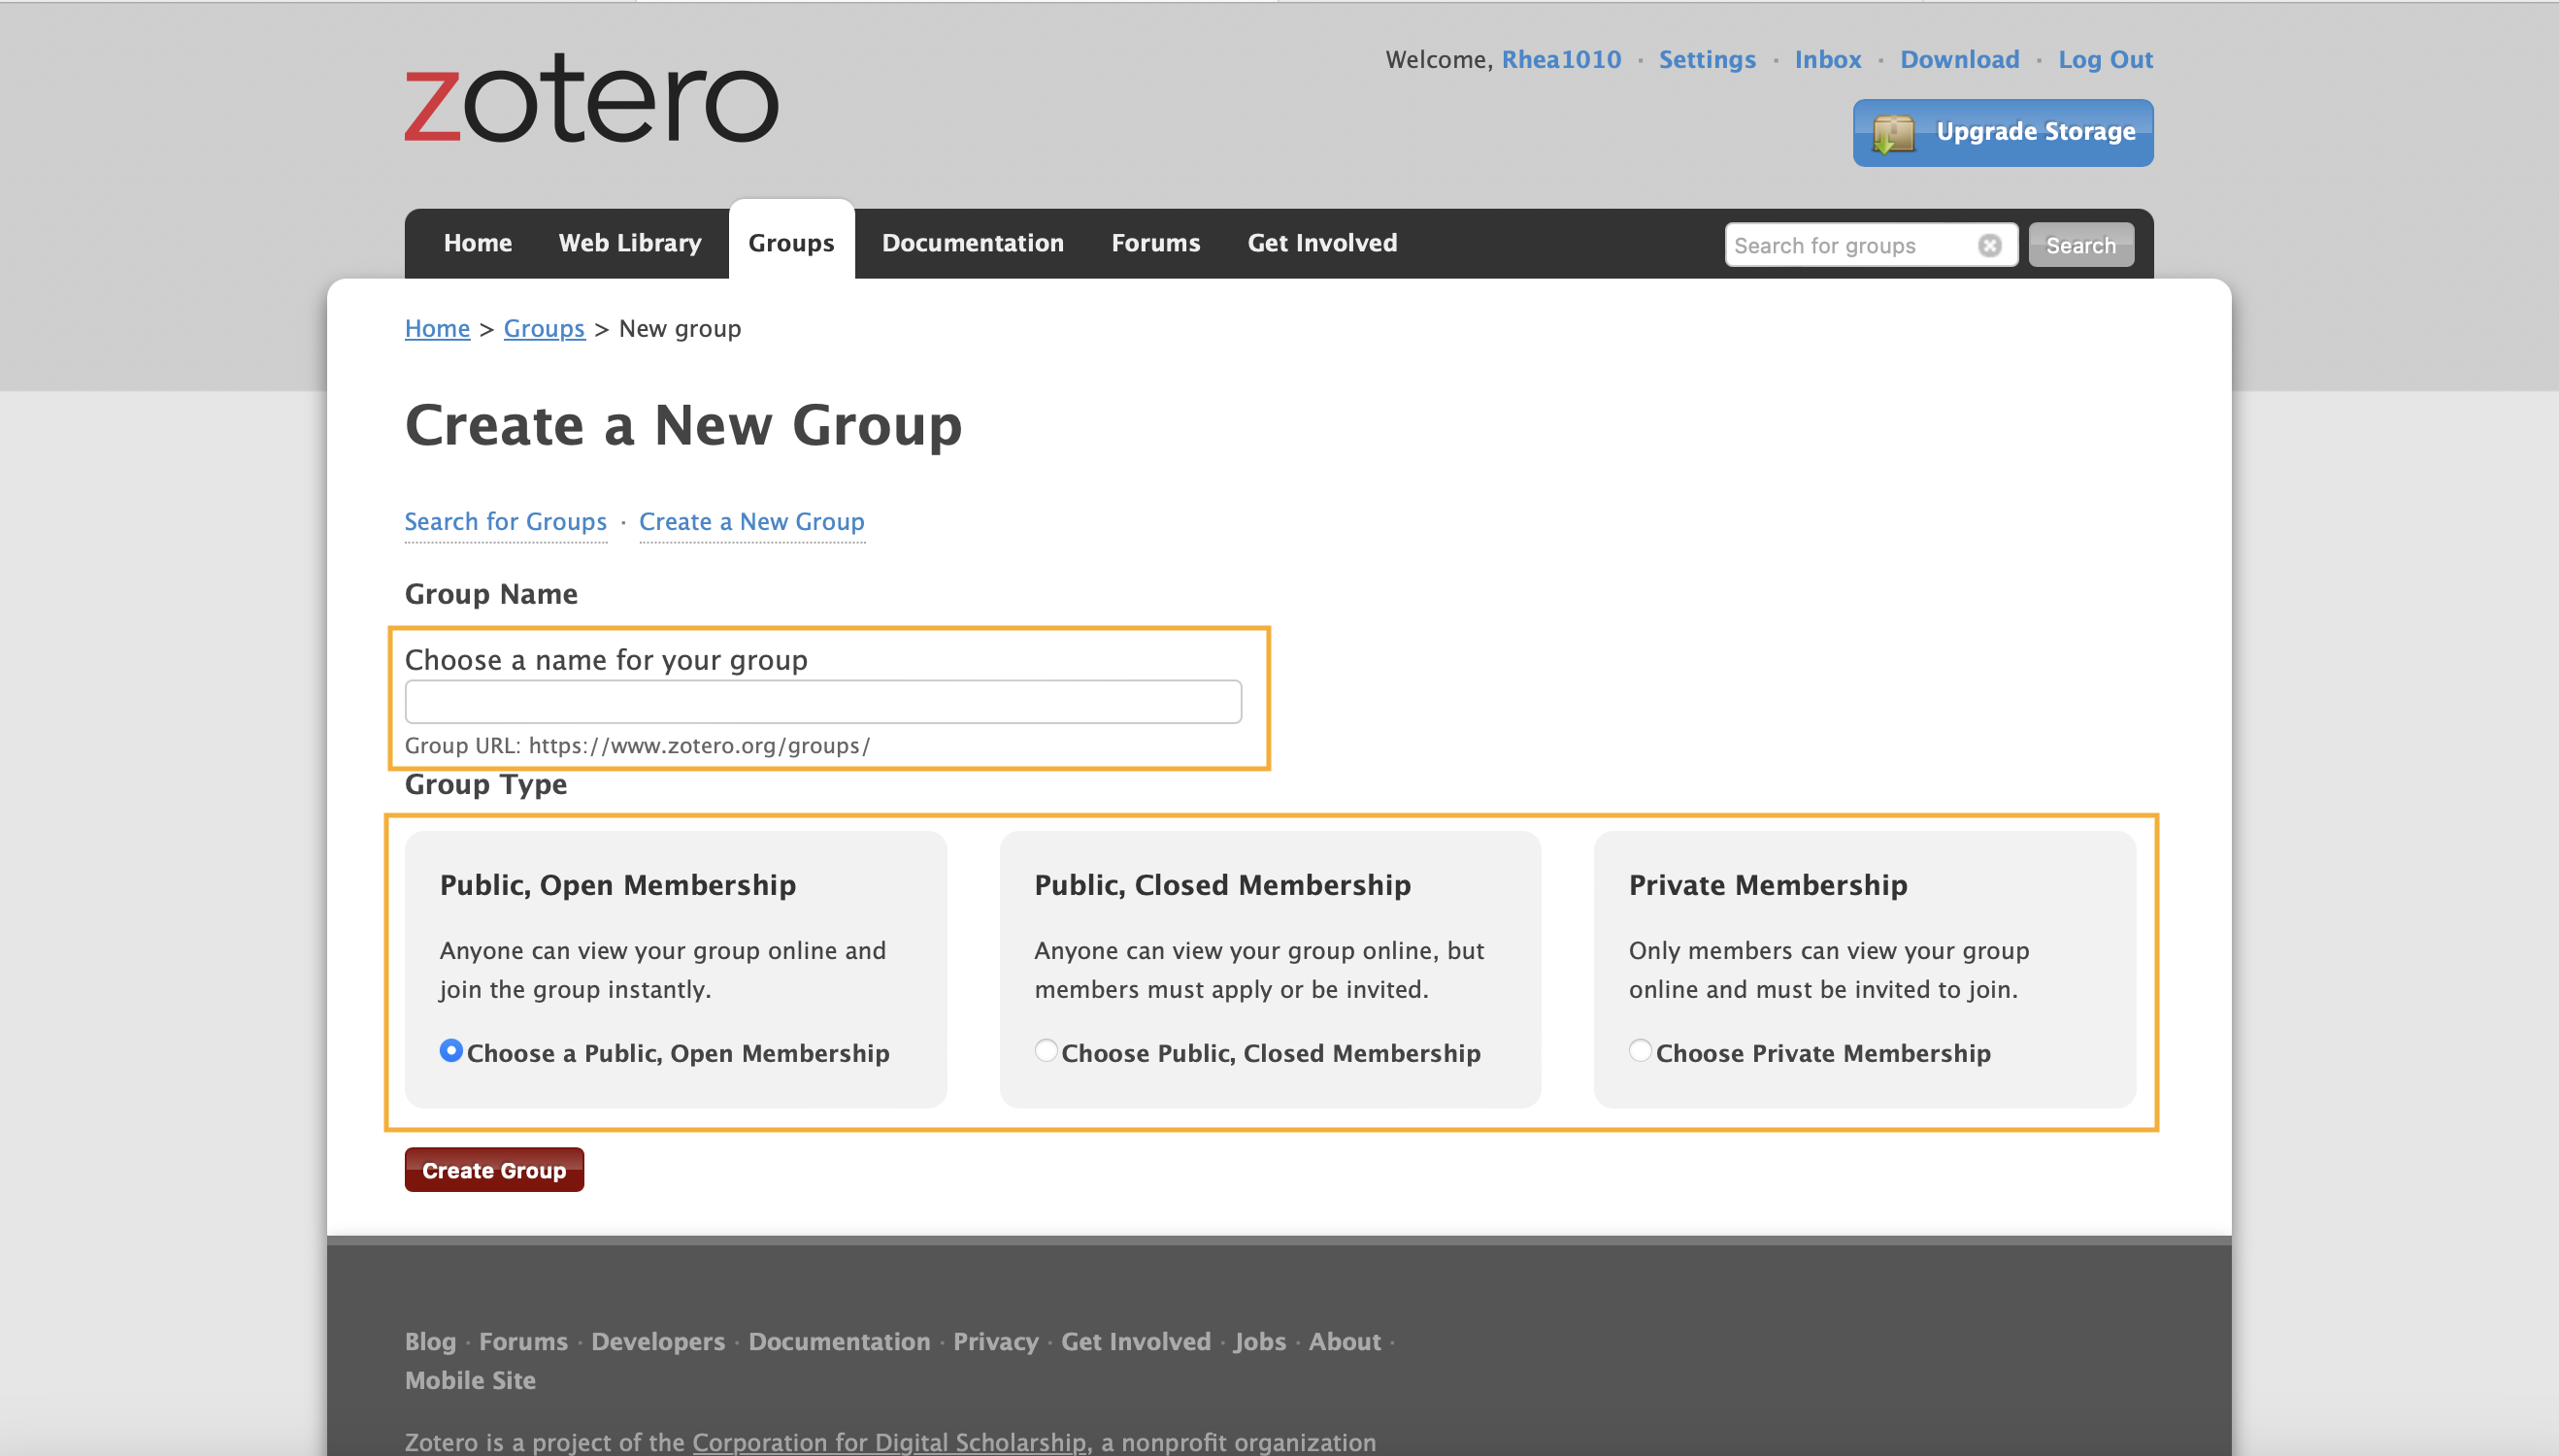 zotero
Welcome, Rhea1010 · Settings · Inbox · Download · Log Out
Upgrade Storage
Home Web Library Groups Documentation Forums Get Involved
Search for groups Search
Home > Groups > New group
Create a New Group
Search for Groups · Create a New Group
Group Name
Choose a name for your group
Group URL: https://www.zotero.org/groups/
Group Type
Public, Open Membership
Anyone can view your group online and
join the group instantly.
Choose a Public, Open Membership
Public, Closed Membership
Anyone can view your group online, but
members must apply or be invited.
Choose Public, Closed Membership
Private Membership
Only members can view your group
online and must be invited to join.
Choose Private Membership
Create Group
Blog · Forums · Developers · Documentation · Privacy · Get Involved · Jobs · About ·
Mobile Site
Zotero is a project of the Corporation for Digital Scholarship, a nonprofit organization